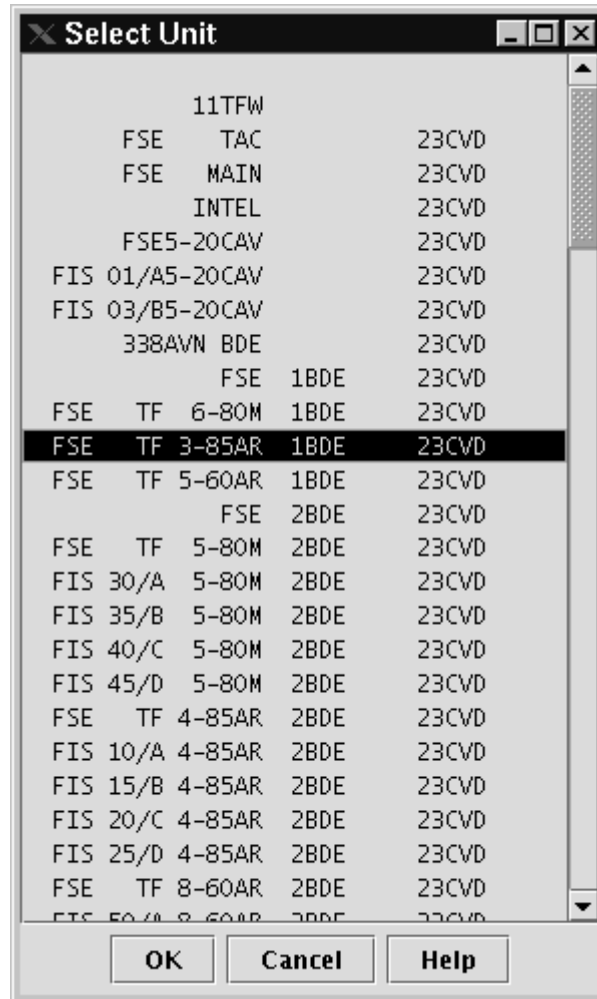 Select Unit
11TFW
FSE TAC 23CVD
FSE MAIN 23CVD
INTEL 23CVD
FSE5-20CAV 23CVD
FIS 01/A5-20CAV 23CVD
FIS 03/B5-20CAV 23CVD
338AVN BDE 23CVD
FSE 1BDE 23CVD
FSE TF 6-80M 1BDE 23CVD
FSE TF 3-85AR 1BDE 23CVD
FSE TF 5-60AR 1BDE 23CVD
FSE 2BDE 23CVD
FSE TF 5-80M 2BDE 23CVD
FIS 30/A 5-80M 2BDE 23CVD
FIS 35/B 5-80M 2BDE 23CVD
FIS 40/C 5-80M 2BDE 23CVD
FIS 45/D 5-80M 2BDE 23CVD
FSE TF 4-85AR 2BDE 23CVD
FIS 10/A 4-85AR 2BDE 23CVD
FIS 15/B 4-85AR 2BDE 23CVD
FIS 20/C 4-85AR 2BDE 23CVD
FIS 25/D 4-85AR 2BDE 23CVD
FSE TF 8-60AR 2BDE 23CVD
FIS 50/A 8-60AR 2BDE 23CVD
OK Cancel Help